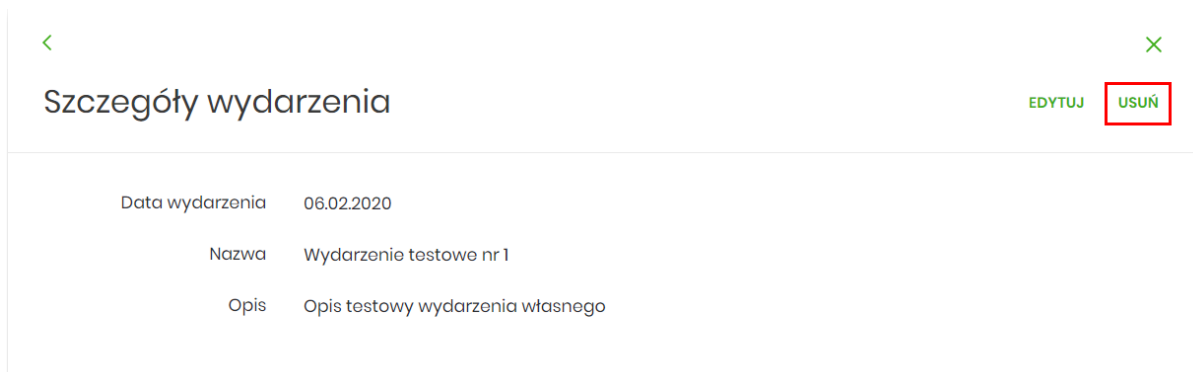 Szczegóły wydarzenia
EDYTUJ USUŃ
Data wydarzenia 06.02.2020
Nazwa Wydarzenie testowe nr 1
Opis Opis testowy wydarzenia własnego